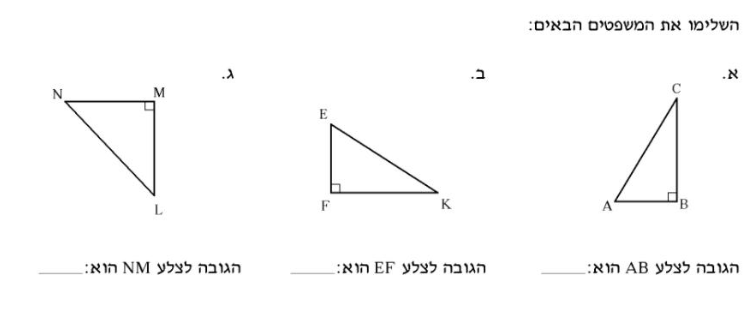 השלימו את המשפטים הבאים:
א.
C
A
B
הגובה לצלע AB הוא:_____
ב.
E
F
K
הגובה לצלע EF הוא:_____
ג.
N
M
L
הגובה לצלע NM הוא:_____